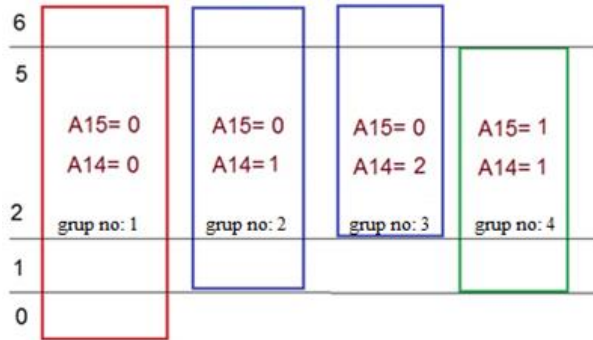 6
5
A15= 0 A15= 0 A15= 0 A15= 1
A14= 0 A14= 1 A14= 2 A14= 1
2 grup no: 1 grup no: 2 grup no: 3 grup no: 4
1
0